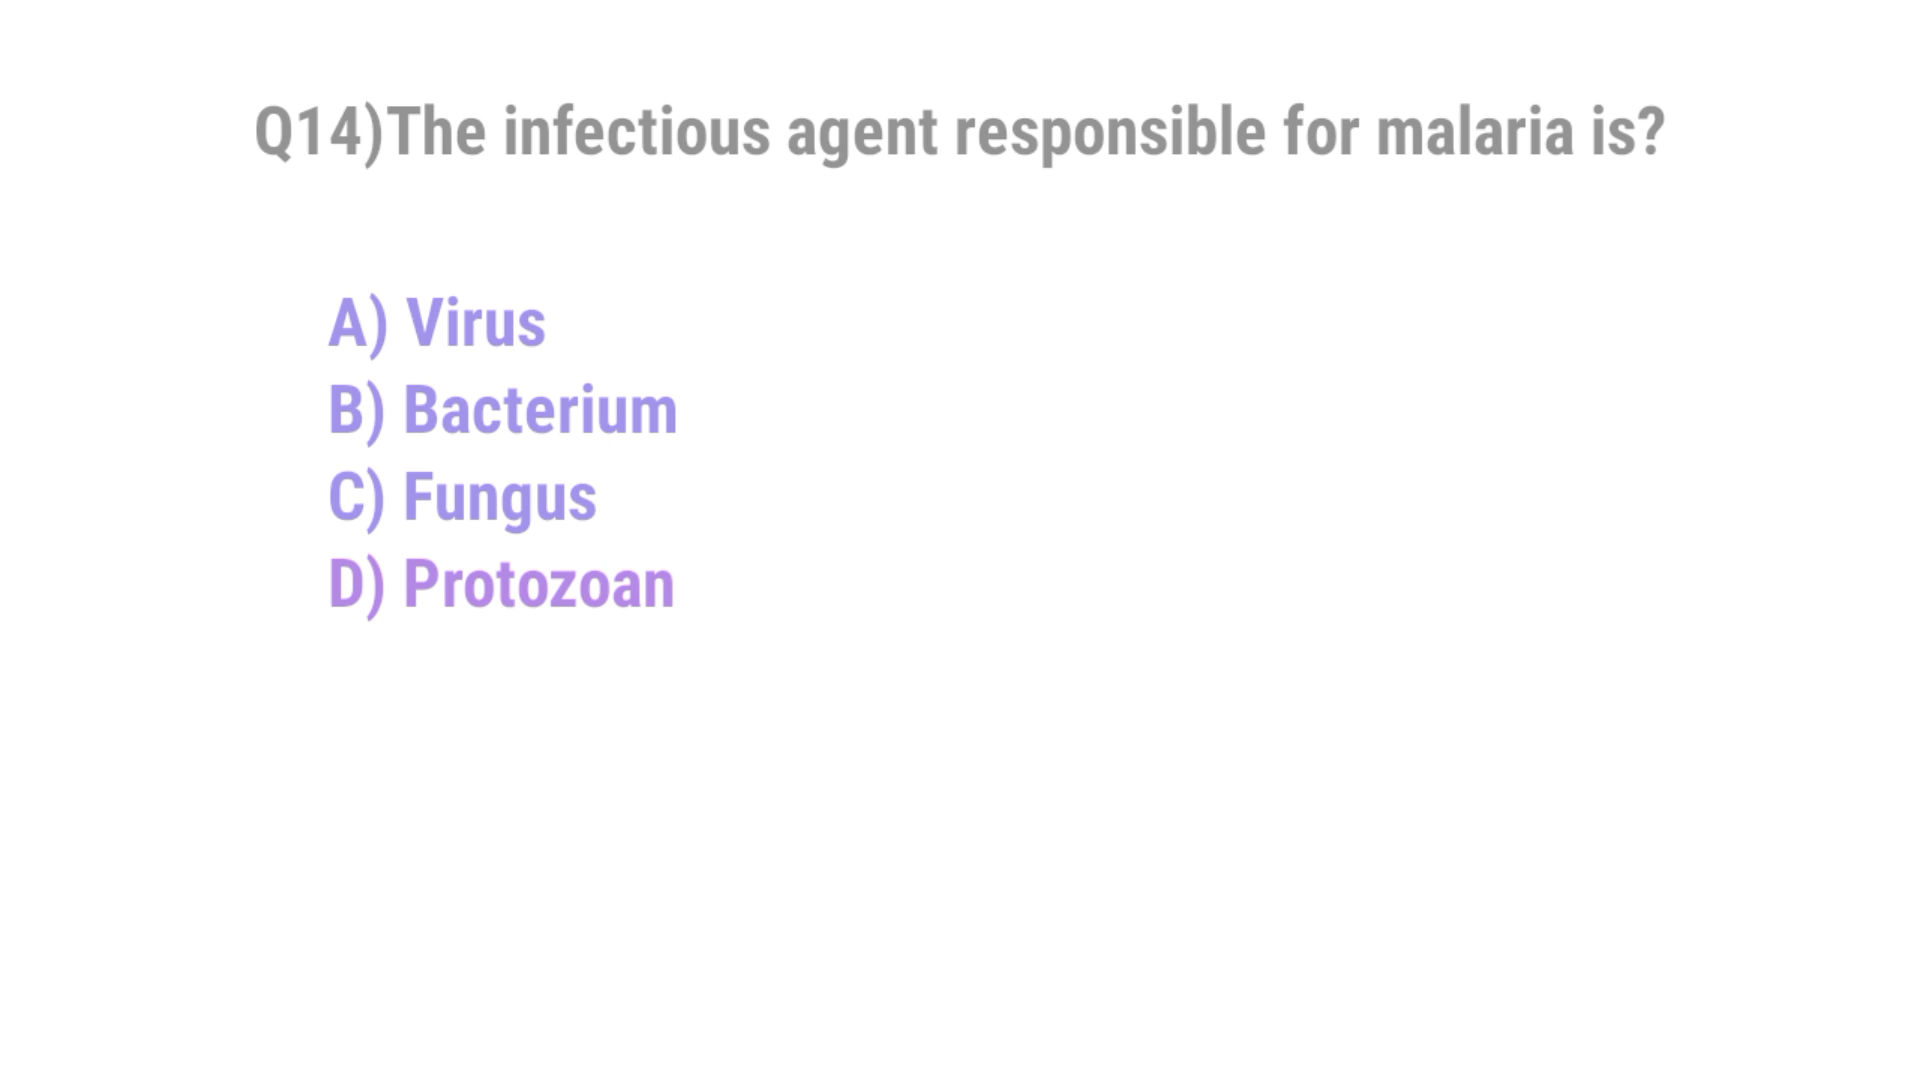 Q14)The infectious agent responsible for malaria is?
A) Virus
B) Bacterium
C) Fungus
D) Protozoan